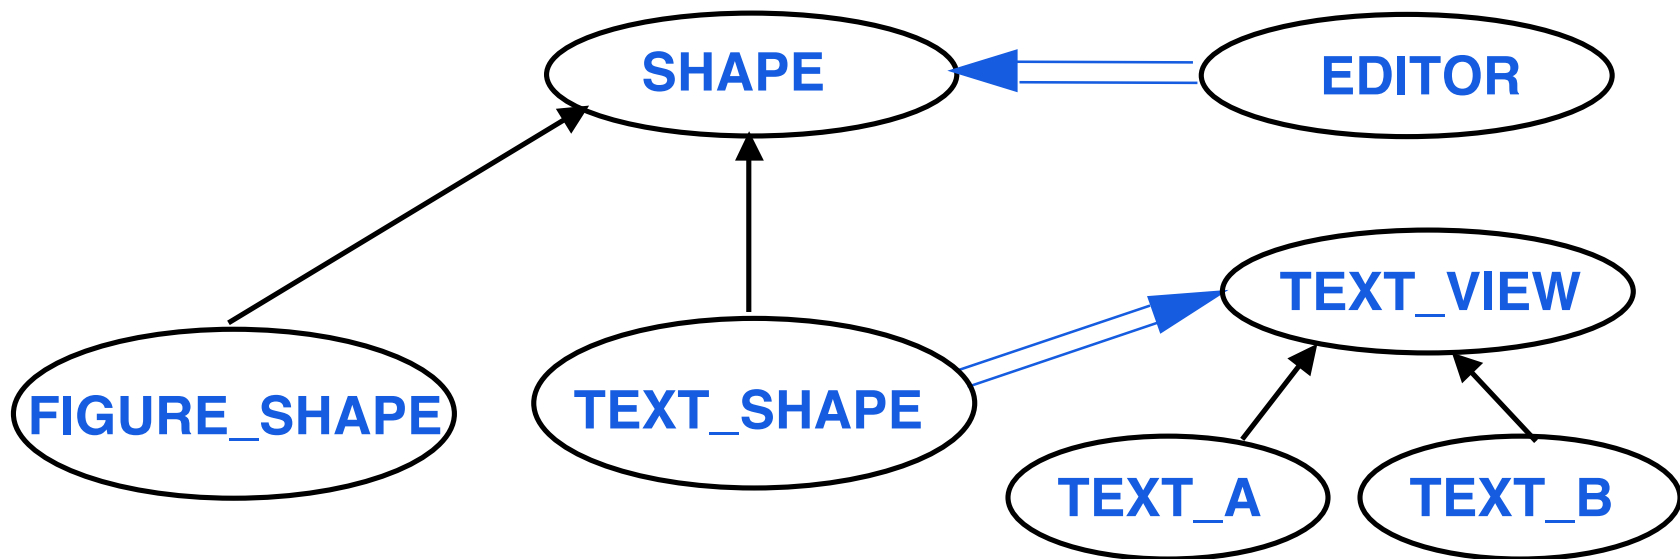 SHAPE
EDITOR
TEXT_VIEW
FIGURE_SHAPE
TEXT_SHAPE
TEXT_A
TEXT_B